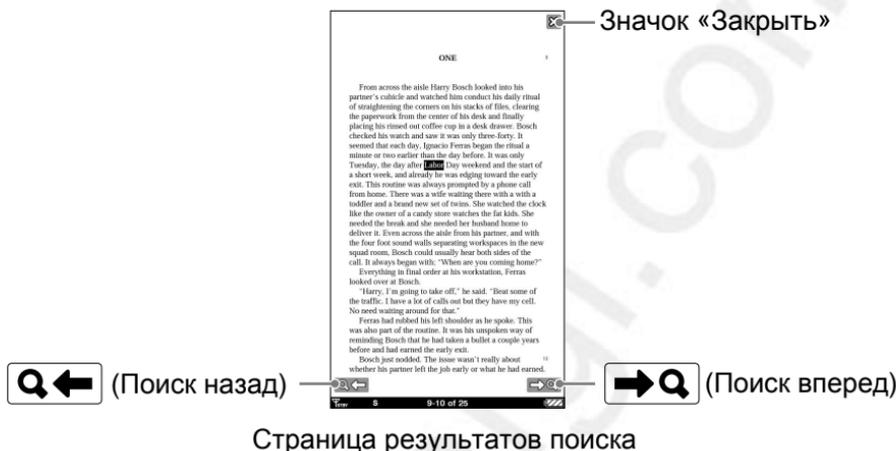 Значок «Закрыть»
ONE
From across the aisle Harry Bosch looked into his
partner's cubicle and watched him conduct his daily ritual
of straightening the corners on his stacks of files, clearing
the paperwork from the center of his desk and finally
placing his rinsed out coffee cup in a desk drawer. Bosch
checked his watch and saw it was only three-forty. It
seemed that each day, Ignacio Ferras began the ritual a
minute or two earlier than the day before. It was only
Tuesday, the day after Labor Day weekend and the start of
a short week, and already he was edging toward the early
exit. This routine was always prompted by a phone call
from home. There was a wife waiting there with a with a
toddler and a brand new set of twins. She watched the clock
like the owner of a candy store watches the fat kids. She
needed the break and she needed her husband home to
deliver it. Even across the aisle from his partner, and with
the four foot sound walls separating workspaces in the new
squad room, Bosch could usually hear both sides of the
call. It always began with; "When are you coming home?"
Everything in final order at his workstation, Ferras
looked over at Bosch.
"Harry, I'm going to take off," he said. "Beat some of
the traffic. I have a lot of calls out but they have my cell.
No need waiting around for that."
Ferras had rubbed his left shoulder as he spoke. This
was also part of the routine. It was his unspoken way of
reminding Bosch that he had taken a bullet a couple years
before and had earned the early exit.
Bosch just nodded. The issue wasn't really about
whether his partner left the job early or what he had earned.
(Поиск назад)
(Поиск вперед)
S 9-10 of 25
Страница результатов поиска